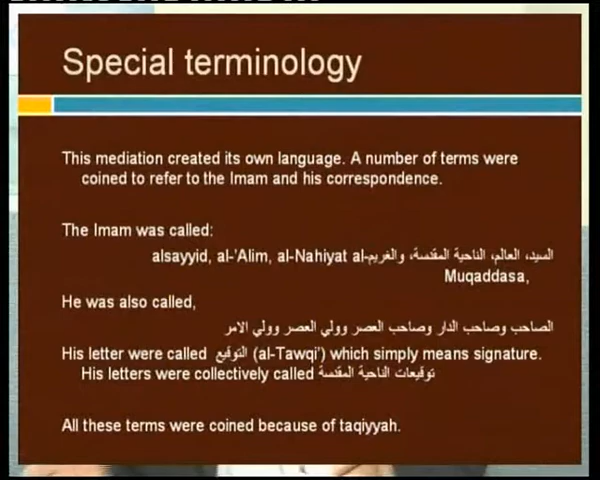 Special terminology
This mediation created its own language. A number of terms were
coined to refer to the Imam and his correspondence.
The Imam was called:
alsayyid, al-'Alim, al-Nahiyat al-السيد، العالم، الناحية المقدسة، والغريم
Muqaddasa,
He was also called,
الصاحب وصاحب الدار وصاحب العصر وولي العصر وولي الامر
His letter were called التوقيع (al-Tawqi') which simply means signature.
His letters were collectively called توقيعات الناحية المقدسة
All these terms were coined because of taqiyyah.